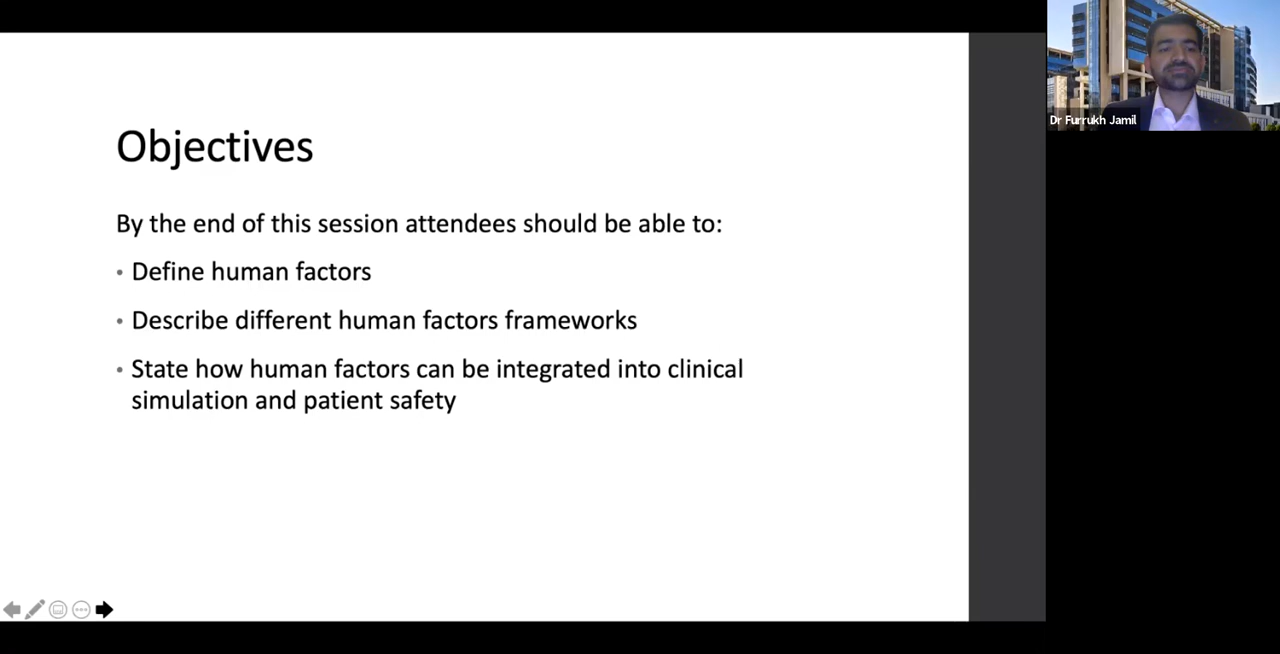 Objectives
By the end of this session attendees should be able to:
• Define human factors
• Describe different human factors frameworks
• State how human factors can be integrated into clinical
simulation and patient safety
Dr Furrukh Jamil